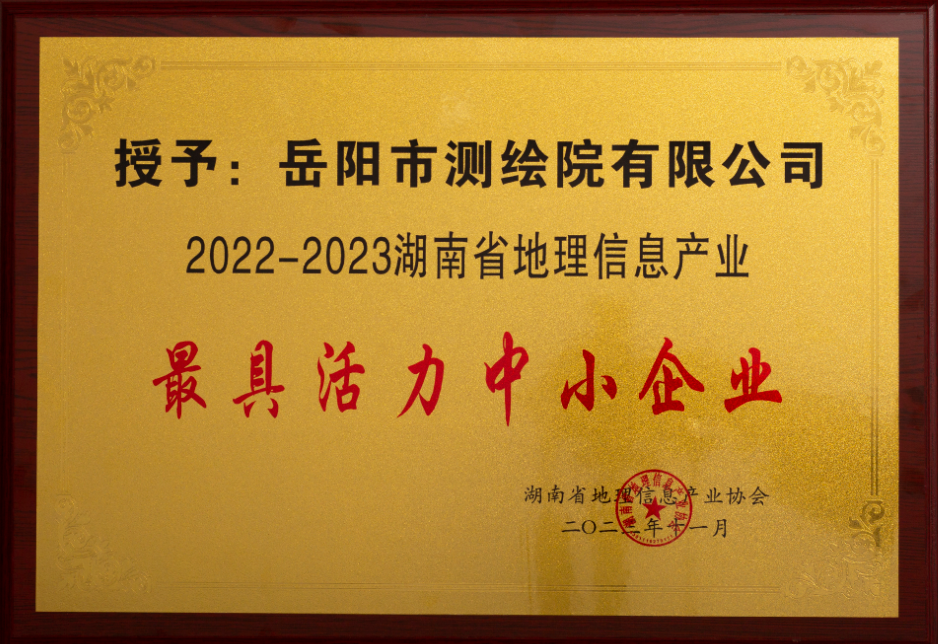 授予：岳阳市测绘院有限公司
2022-2023湖南省地理信息产业
最具活力中小企业
湖南省地理信息产业协会
二〇二三年十一月